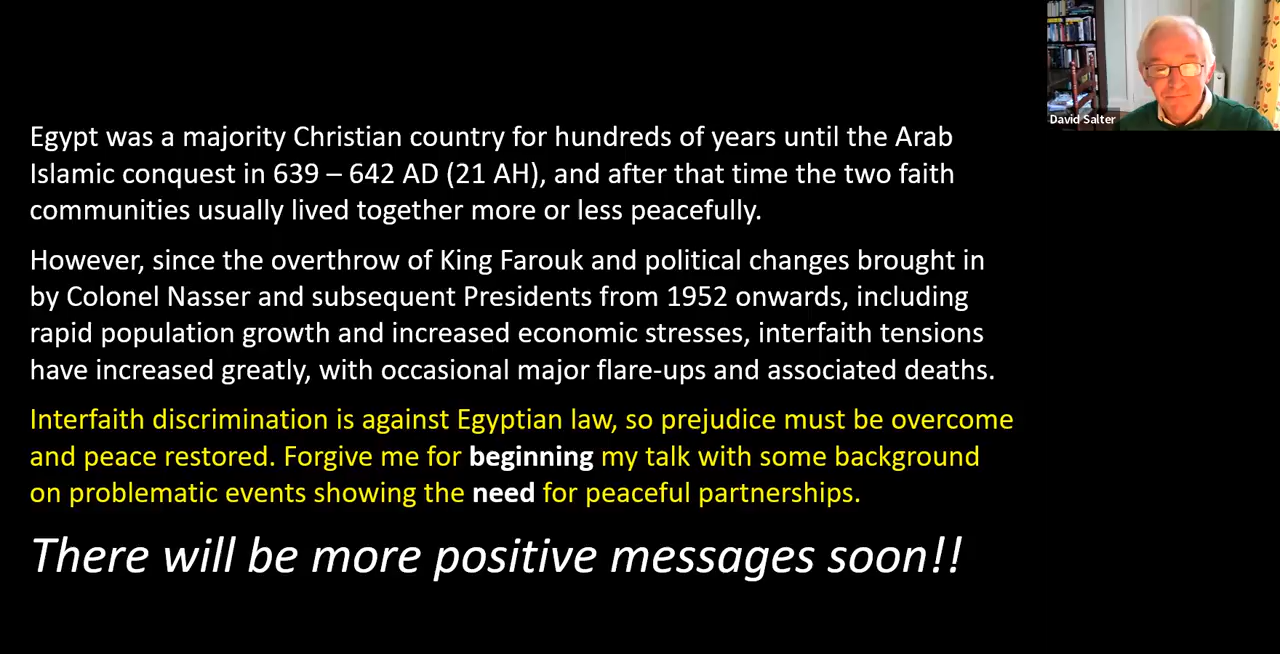 Egypt was a majority Christian country for hundreds of years until the Arab
Islamic conquest in 639 – 642 AD (21 AH), and after that time the two faith
communities usually lived together more or less peacefully.
However, since the overthrow of King Farouk and political changes brought in
by Colonel Nasser and subsequent Presidents from 1952 onwards, including
rapid population growth and increased economic stresses, interfaith tensions
have increased greatly, with occasional major flare-ups and associated deaths.
Interfaith discrimination is against Egyptian law, so prejudice must be overcome
and peace restored. Forgive me for beginning my talk with some background
on problematic events showing the need for peaceful partnerships.
There will be more positive messages soon!!
David Salter